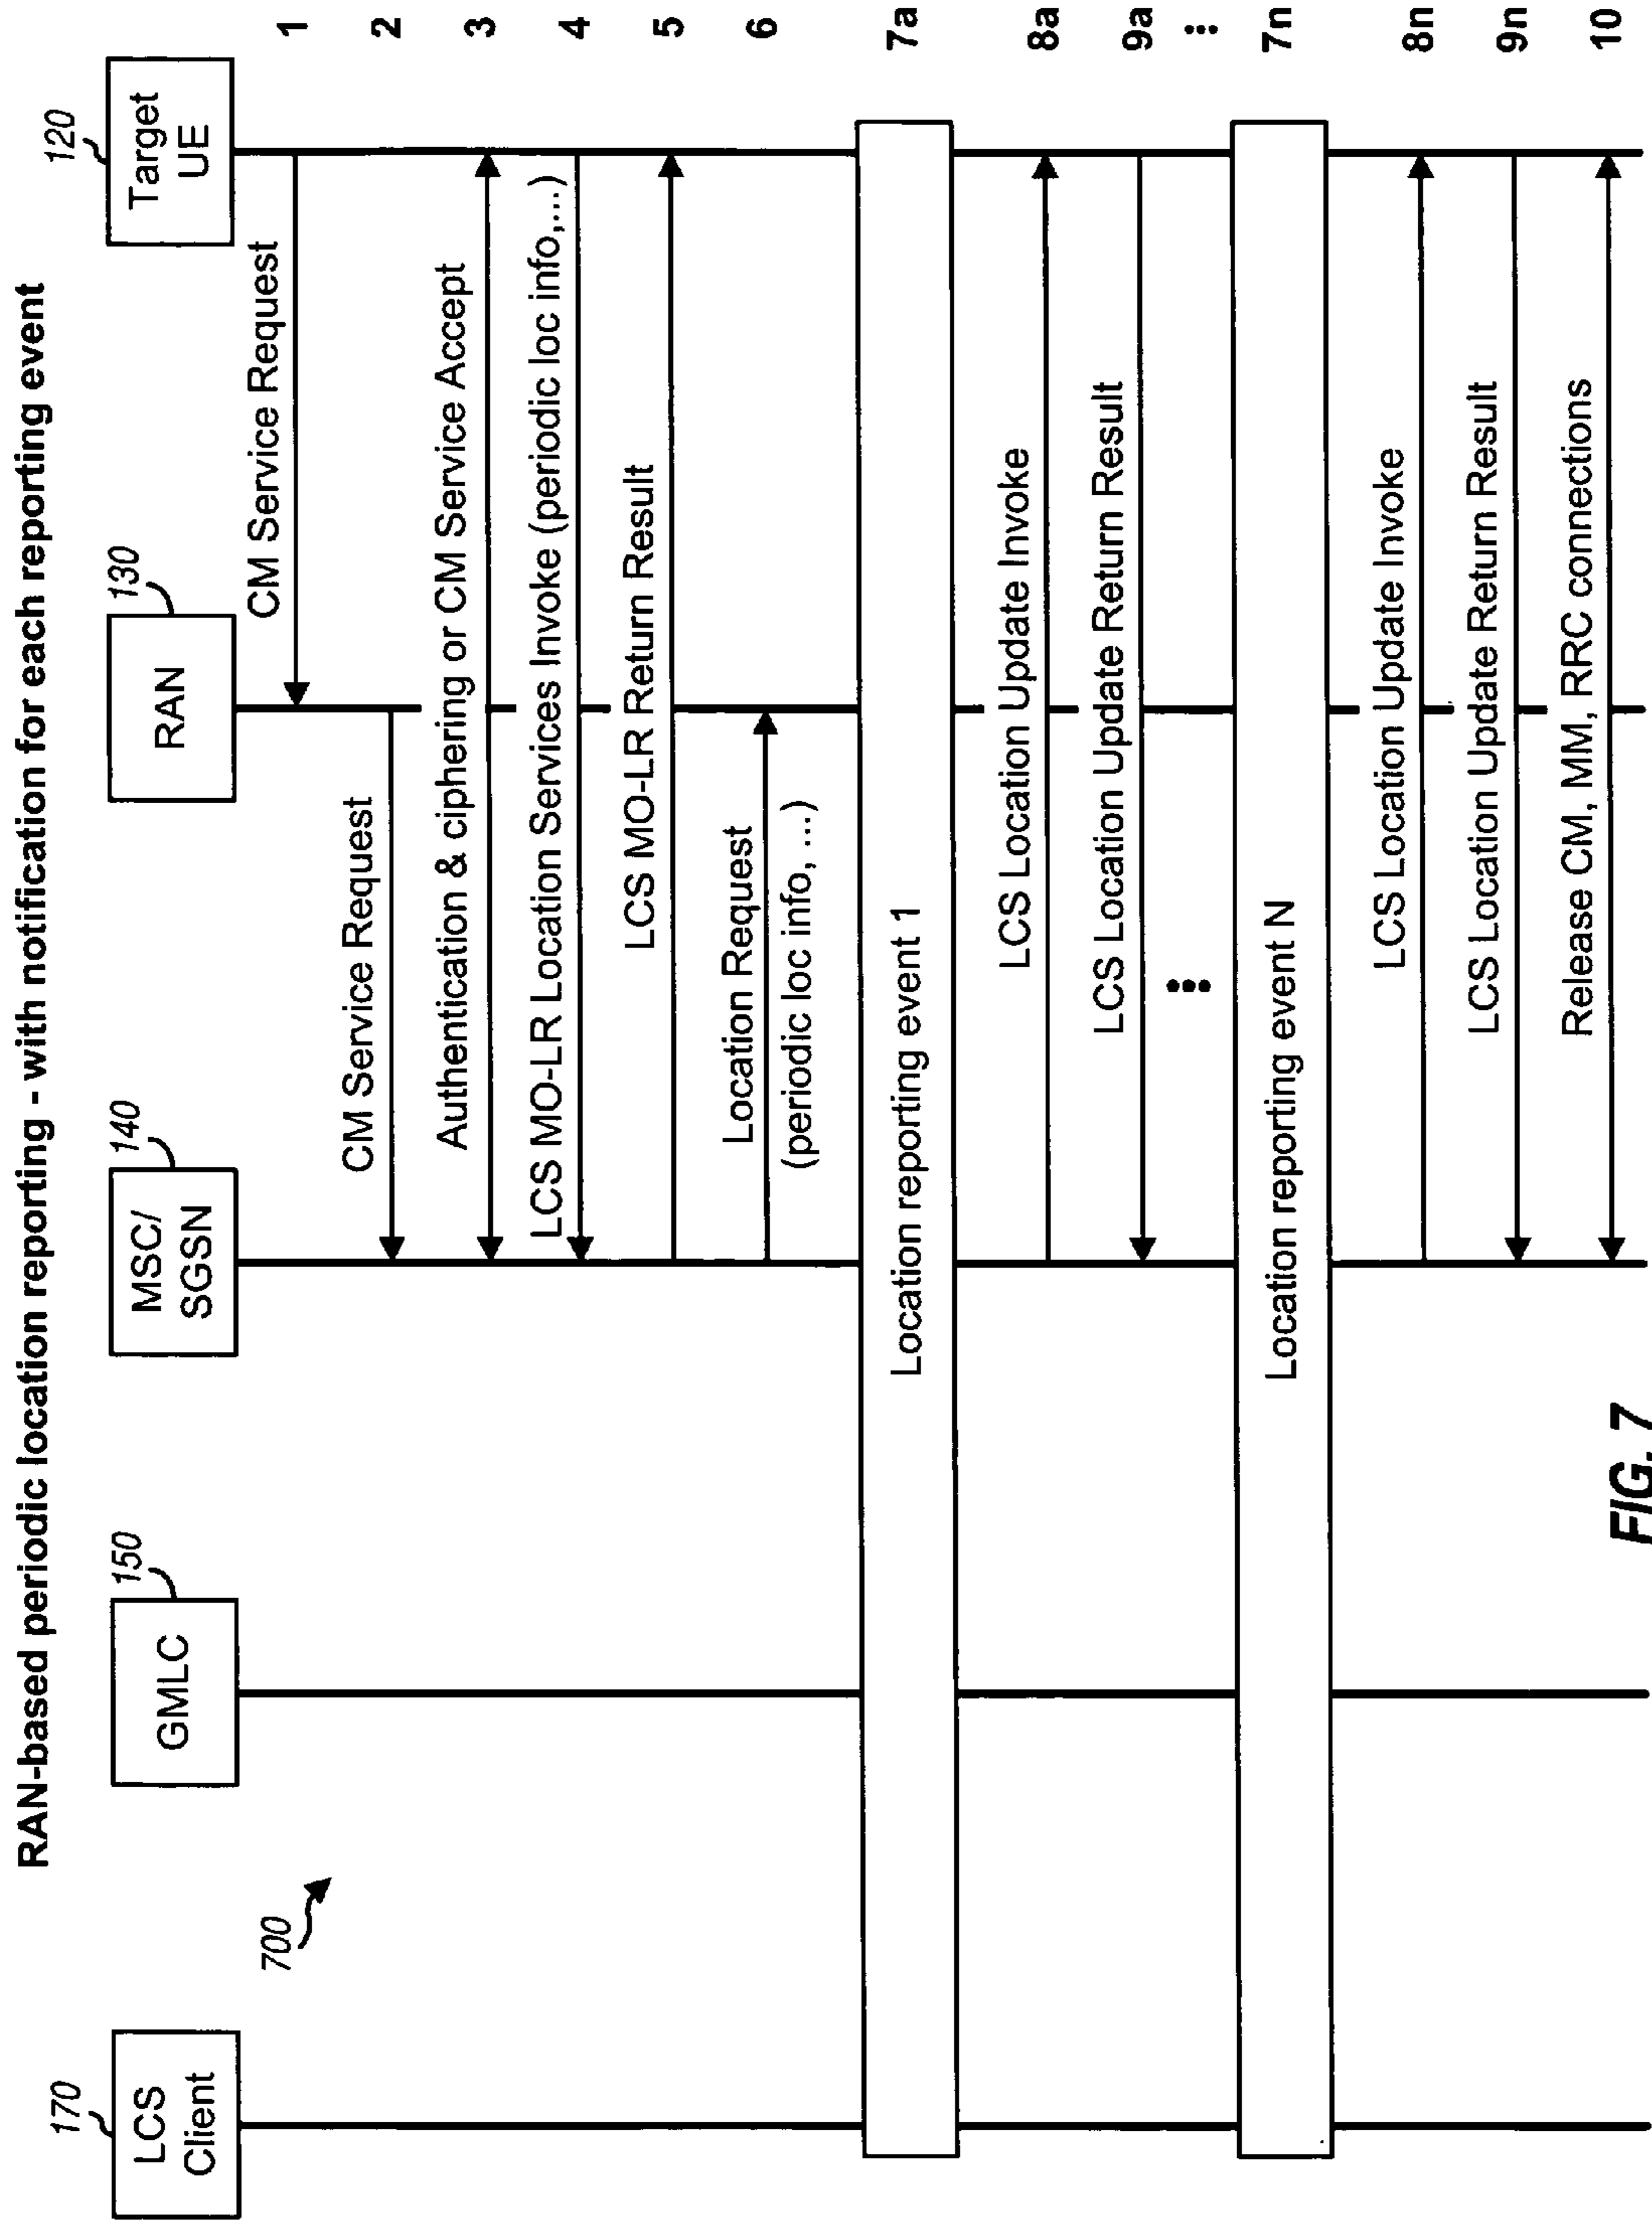 RAN-based periodic location reporting - with notification for each reporting event
170
150
140
130
120
LCS
Client
GMLC
MSC/
SGSN
RAN
Target
UE
700
CM Service Request
1
CM Service Request
2
Authentication & ciphering or CM Service Accept
3
LCS MO-LR Location Services Invoke (periodic loc info,...)
4
LCS MO-LR Return Result
5
Location Request
(periodic loc info, ...)
6
Location reporting event 1
7a
LCS Location Update Invoke
8a
LCS Location Update Return Result
9a
Location reporting event N
7n
LCS Location Update Invoke
8n
LCS Location Update Return Result
9n
Release CM, MM, RRC connections
10
FIG. 7